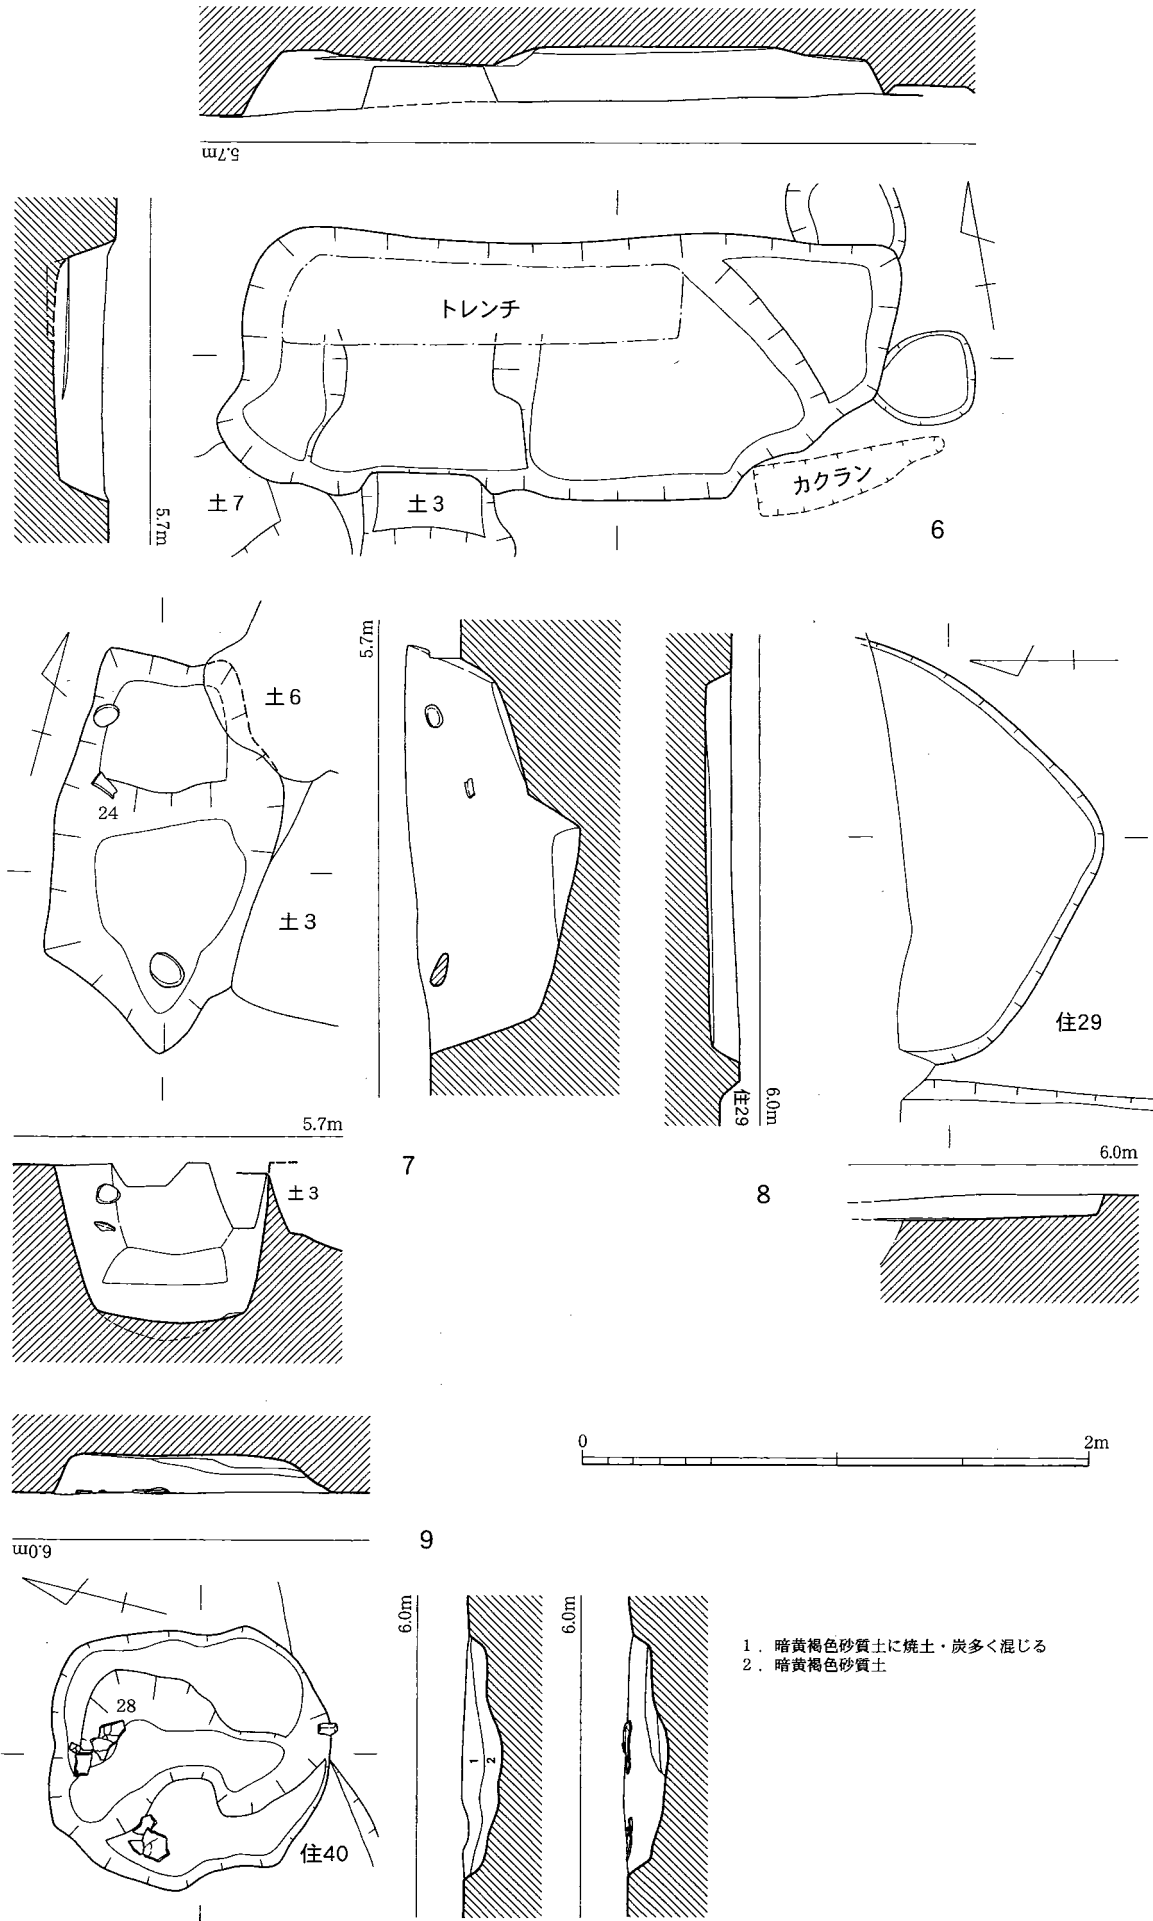 5.7m
トレンチ
カクラン
土7
土3
5.7m
6
5.7m
土6
24
土3
住29
住29
6.0m
5.7m
7
土3
8
6.0m
0 2m
6.0m
9
6.0m
6.0m
28
1
2
住40
1．暗黄褐色砂質土に焼土・炭多く混じる
2．暗黄褐色砂質土